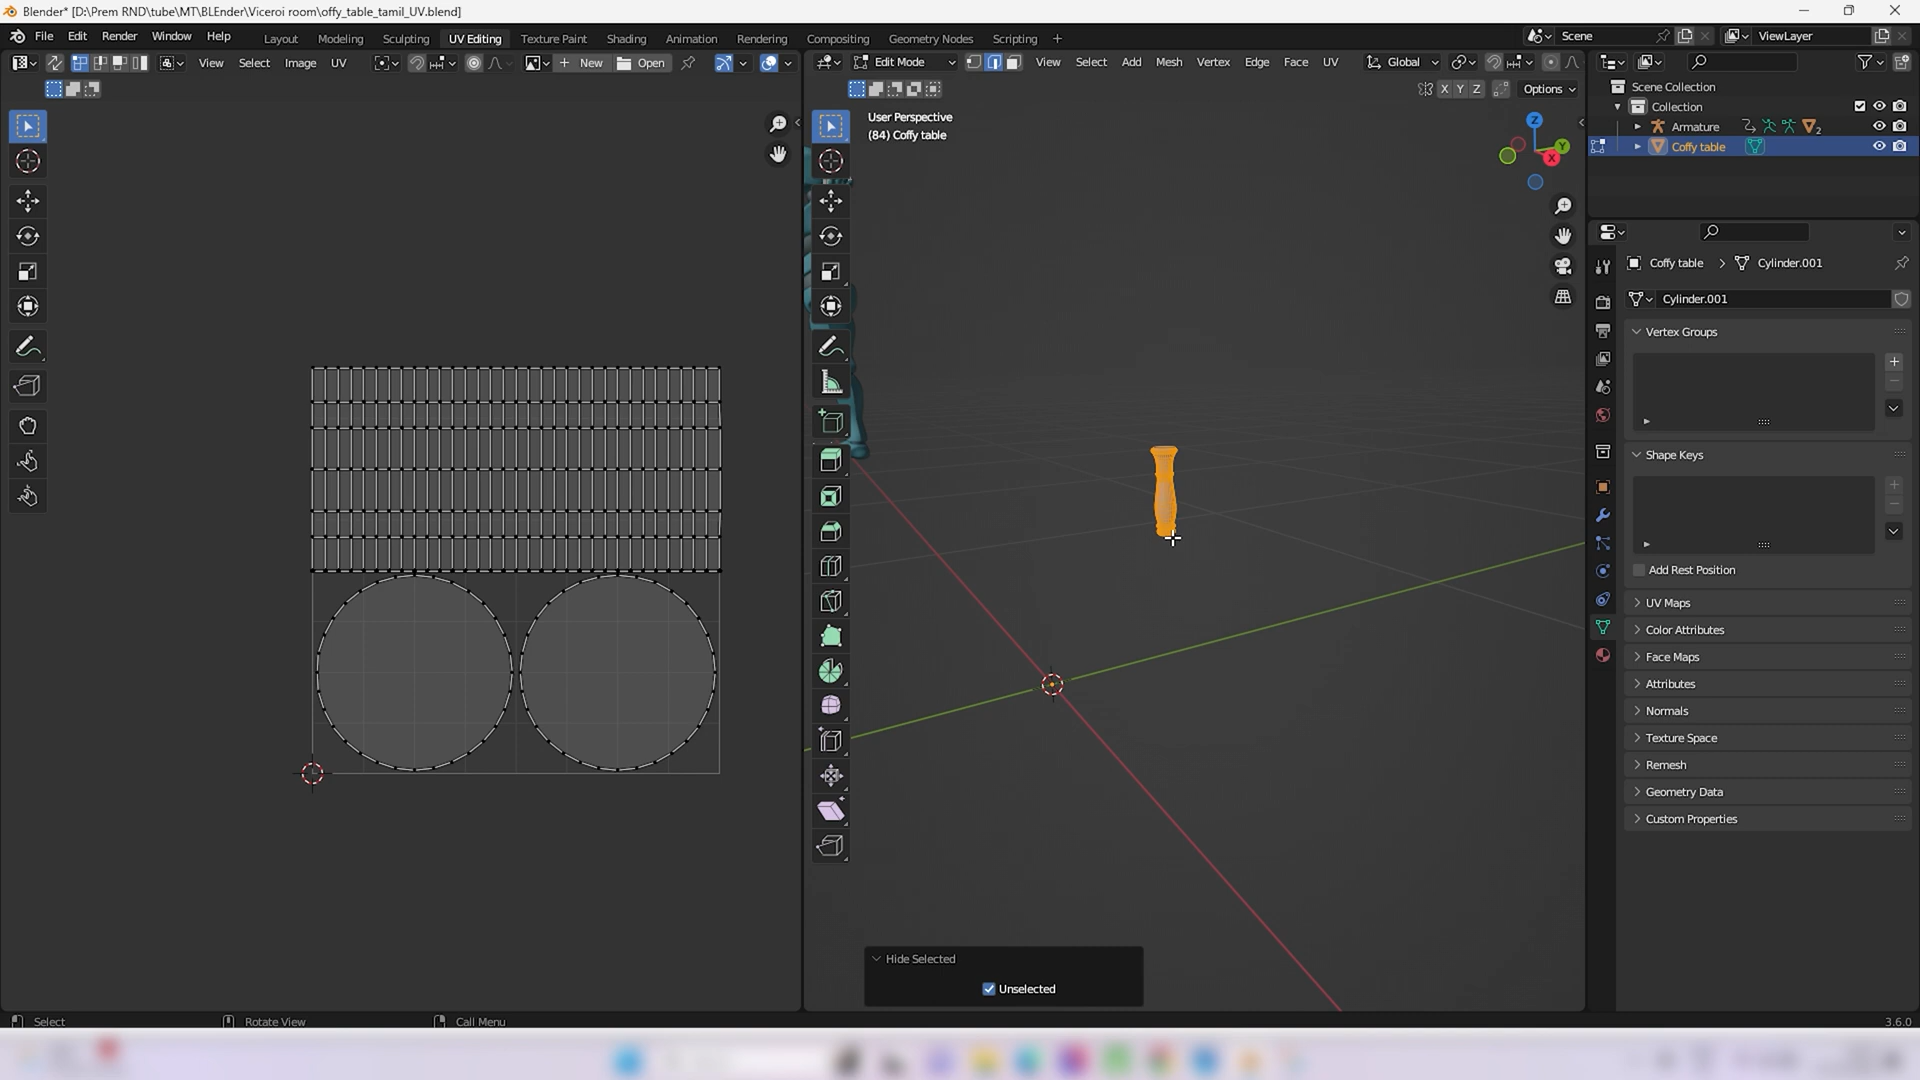 Blender* [D:\Prem RND\tube\MT\BLEnder\Viceroi room\offy_table_tamil_UV.blend]
File Edit Render Window Help Layout Modeling Sculpting UV Editing Texture Paint Shading Animation Rendering Compositing Geometry Nodes Scripting + Scene ViewLayer
View Select Image UV New Open Edit Mode View Select Add Mesh Vertex Edge Face UV Global
X Y Z Options
Scene Collection
Collection
Armature 2
Coffy table
User Perspective
(84) Coffy table
Z
Y
X
Coffy table > Cylinder.001
Cylinder.001
Vertex Groups
Shape Keys
Add Rest Position
UV Maps
Color Attributes
Face Maps
Attributes
Normals
Texture Space
Remesh
Geometry Data
Custom Properties
Hide Selected
Unselected
Select Rotate View Call Menu 3.6.0